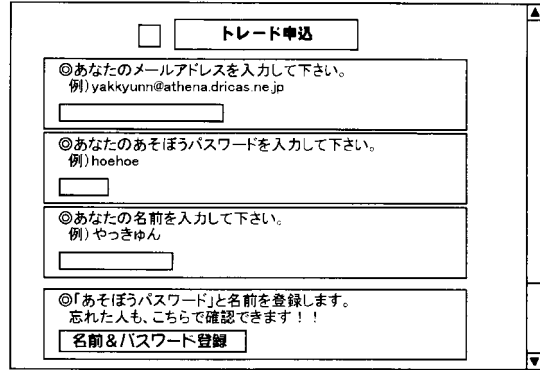 トレード申込
◎あなたのメールアドレスを入力して下さい。
例)yakkyunn@athena.dricas.ne.jp
◎あなたのあそぼうパスワードを入力して下さい。
例)hoehoe
◎あなたの名前を入力して下さい。
例)やっきゅん
◎「あそぼうパスワード」と名前を登録します。
忘れた人も、こちらで確認できます!!
名前&パスワード登録